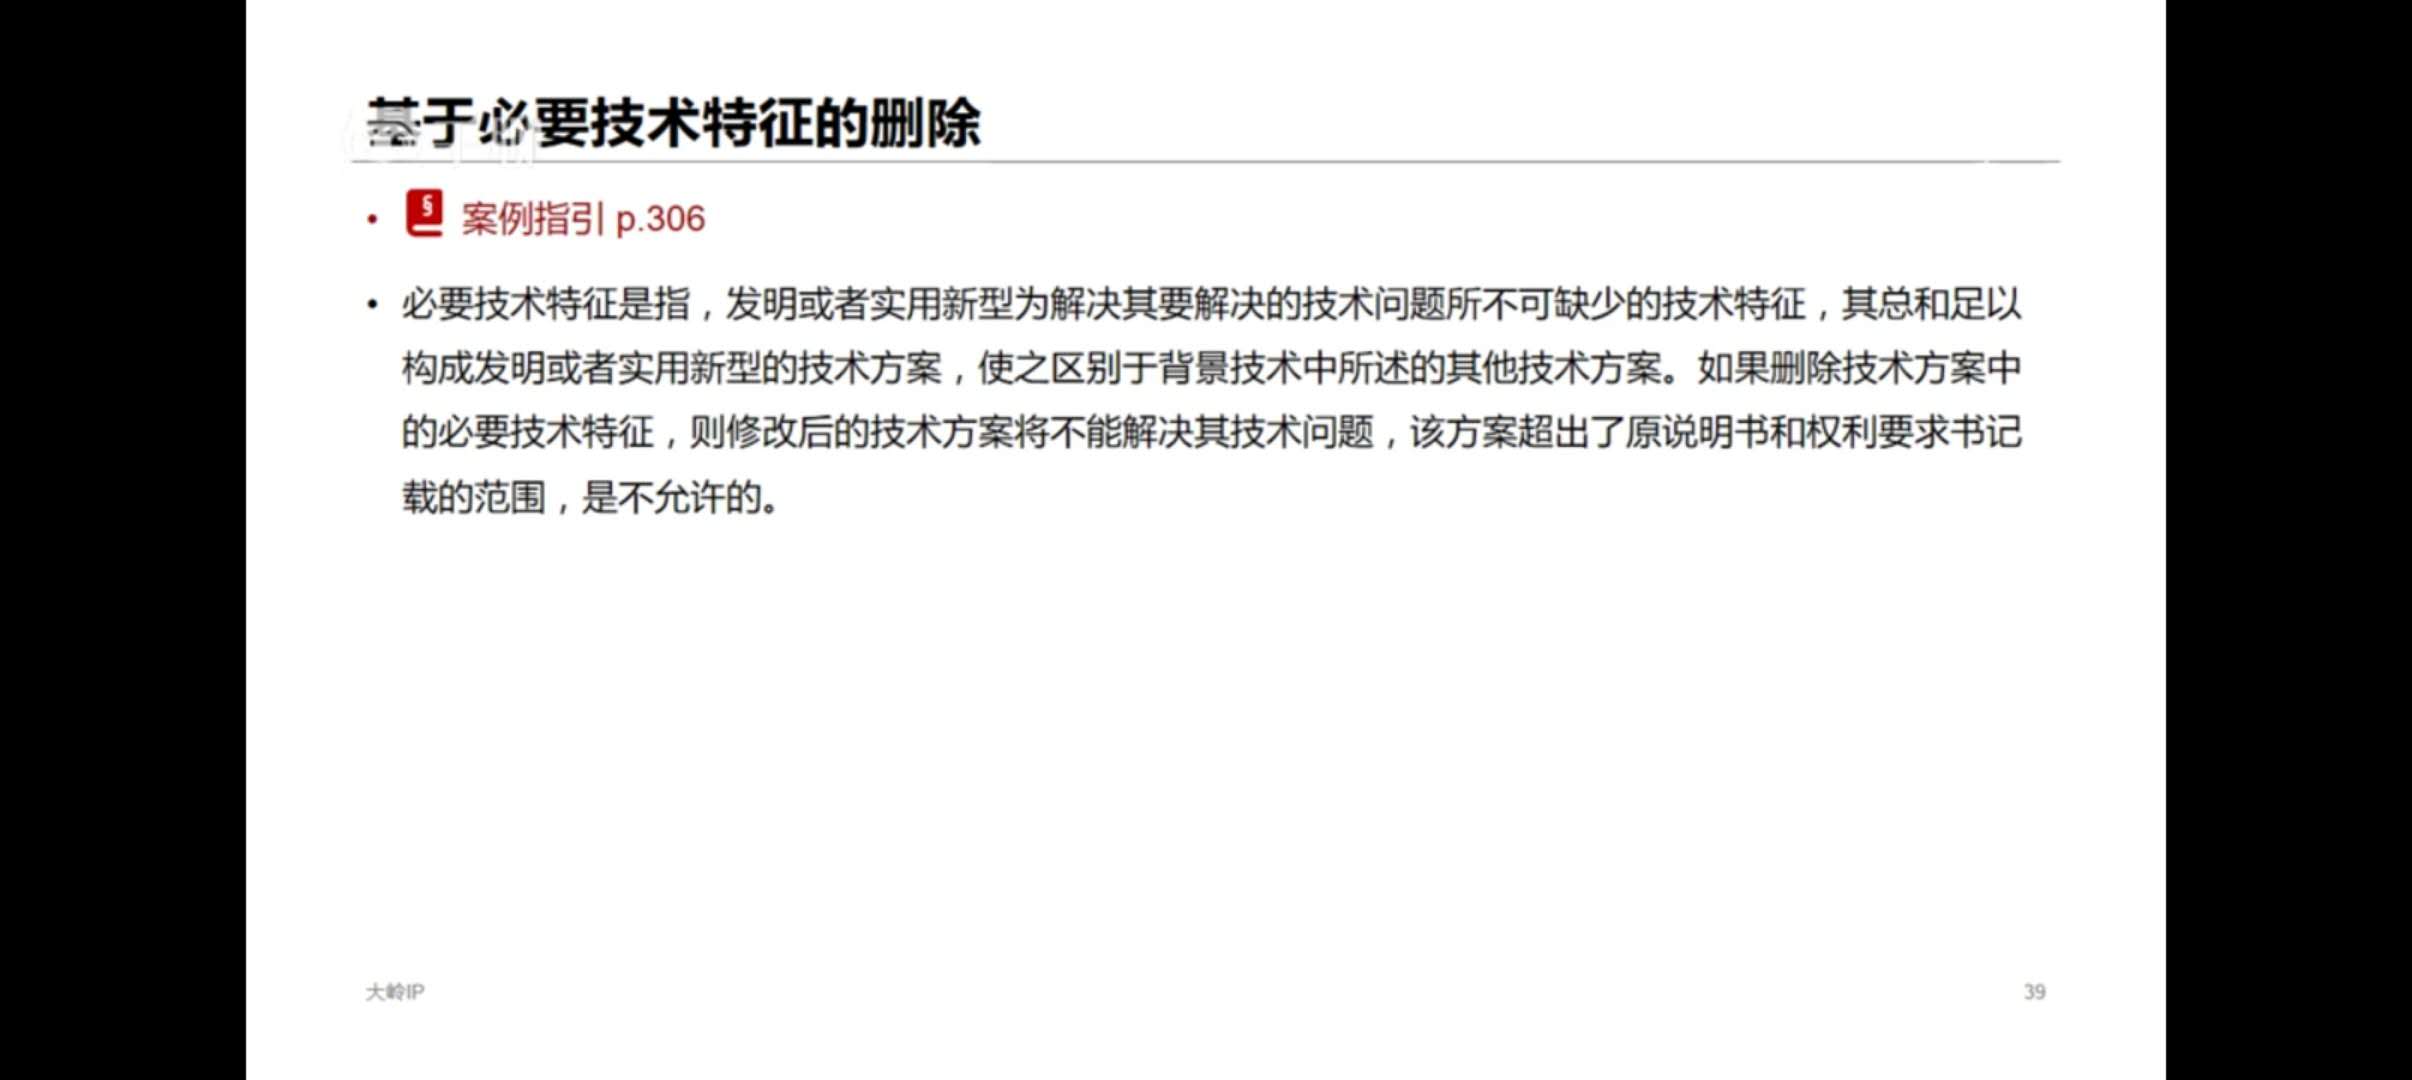 基于必要技术特征的删除
• § 案例指引 p.306
• 必要技术特征是指，发明或者实用新型为解决其要解决的技术问题所不可缺少的技术特征，其总和足以
构成发明或者实用新型的技术方案，使之区别于背景技术中所述的其他技术方案。如果删除技术方案中
的必要技术特征，则修改后的技术方案将不能解决其技术问题，该方案超出了原说明书和权利要求书记
载的范围，是不允许的。
大岭IP
39